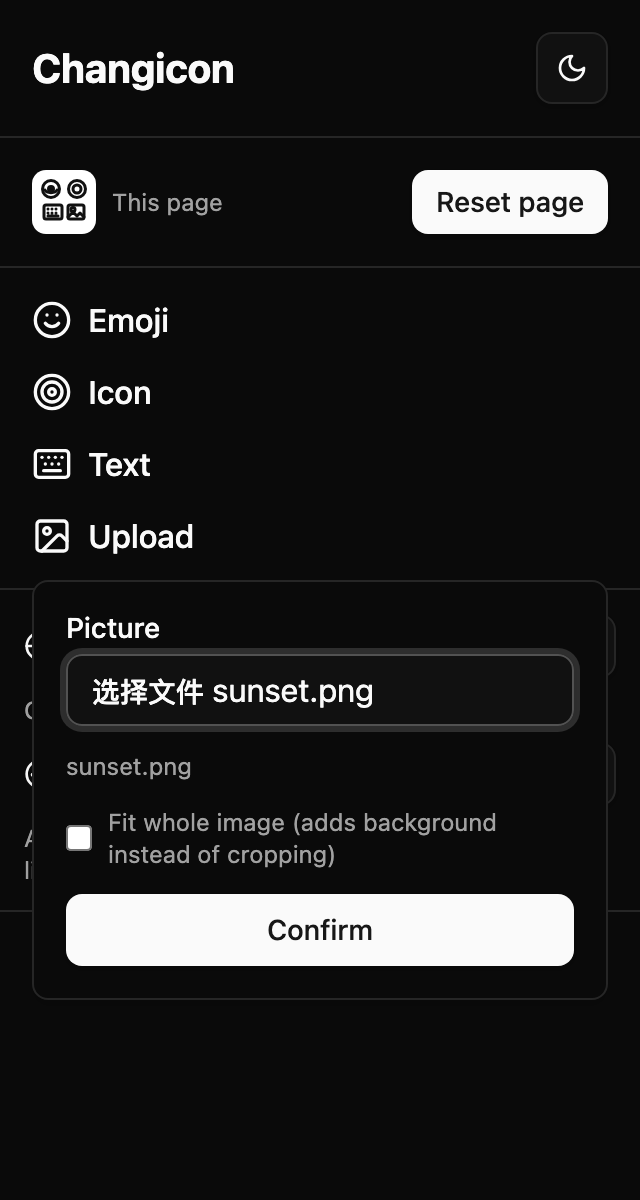 Changicon
This page
Reset page
Emoji
Icon
Text
Upload
Picture
选择文件 sunset.png
sunset.png
Fit whole image (adds background
instead of cropping)
Confirm